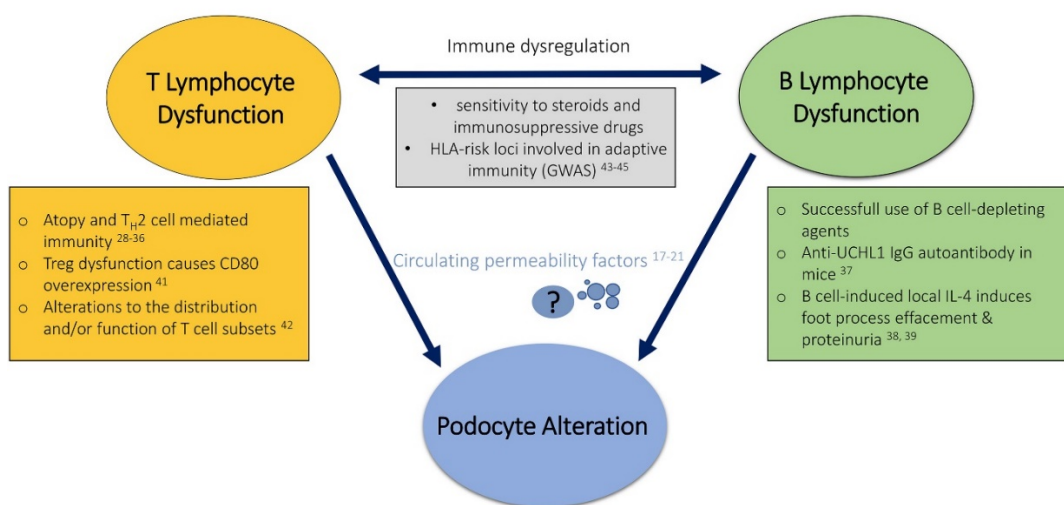 Immune dysregulation
T Lymphocyte
Dysfunction
B Lymphocyte
Dysfunction
• sensitivity to steroids and
immunosuppressive drugs
• HLA-risk loci involved in adaptive
immunity (GWAS) 43-45
o Atopy and TH2 cell mediated
immunity 28-36
o Treg dysfunction causes CD80
overexpression 41
o Alterations to the distribution
and/or function of T cell subsets 42
o Successfull use of B cell-depleting
agents
o Anti-UCHL1 IgG autoantibody in
mice 37
o B cell-induced local IL-4 induces
foot process effacement &
proteinuria 38, 39
Circulating permeability factors 17-21
?
Podocyte Alteration